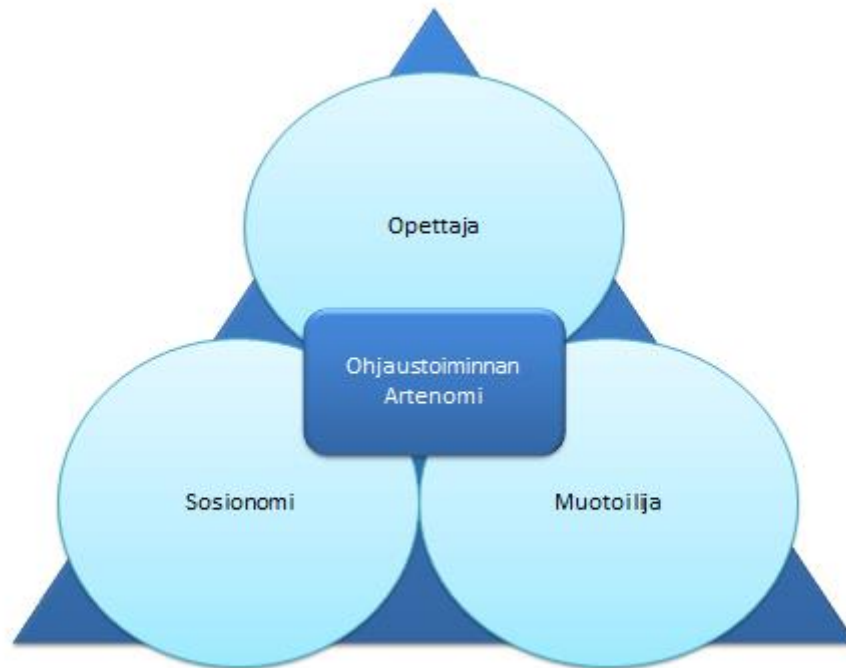 Opettaja
Ohjaustoiminnan
Artenomi
Sosionomi
Muotoilija